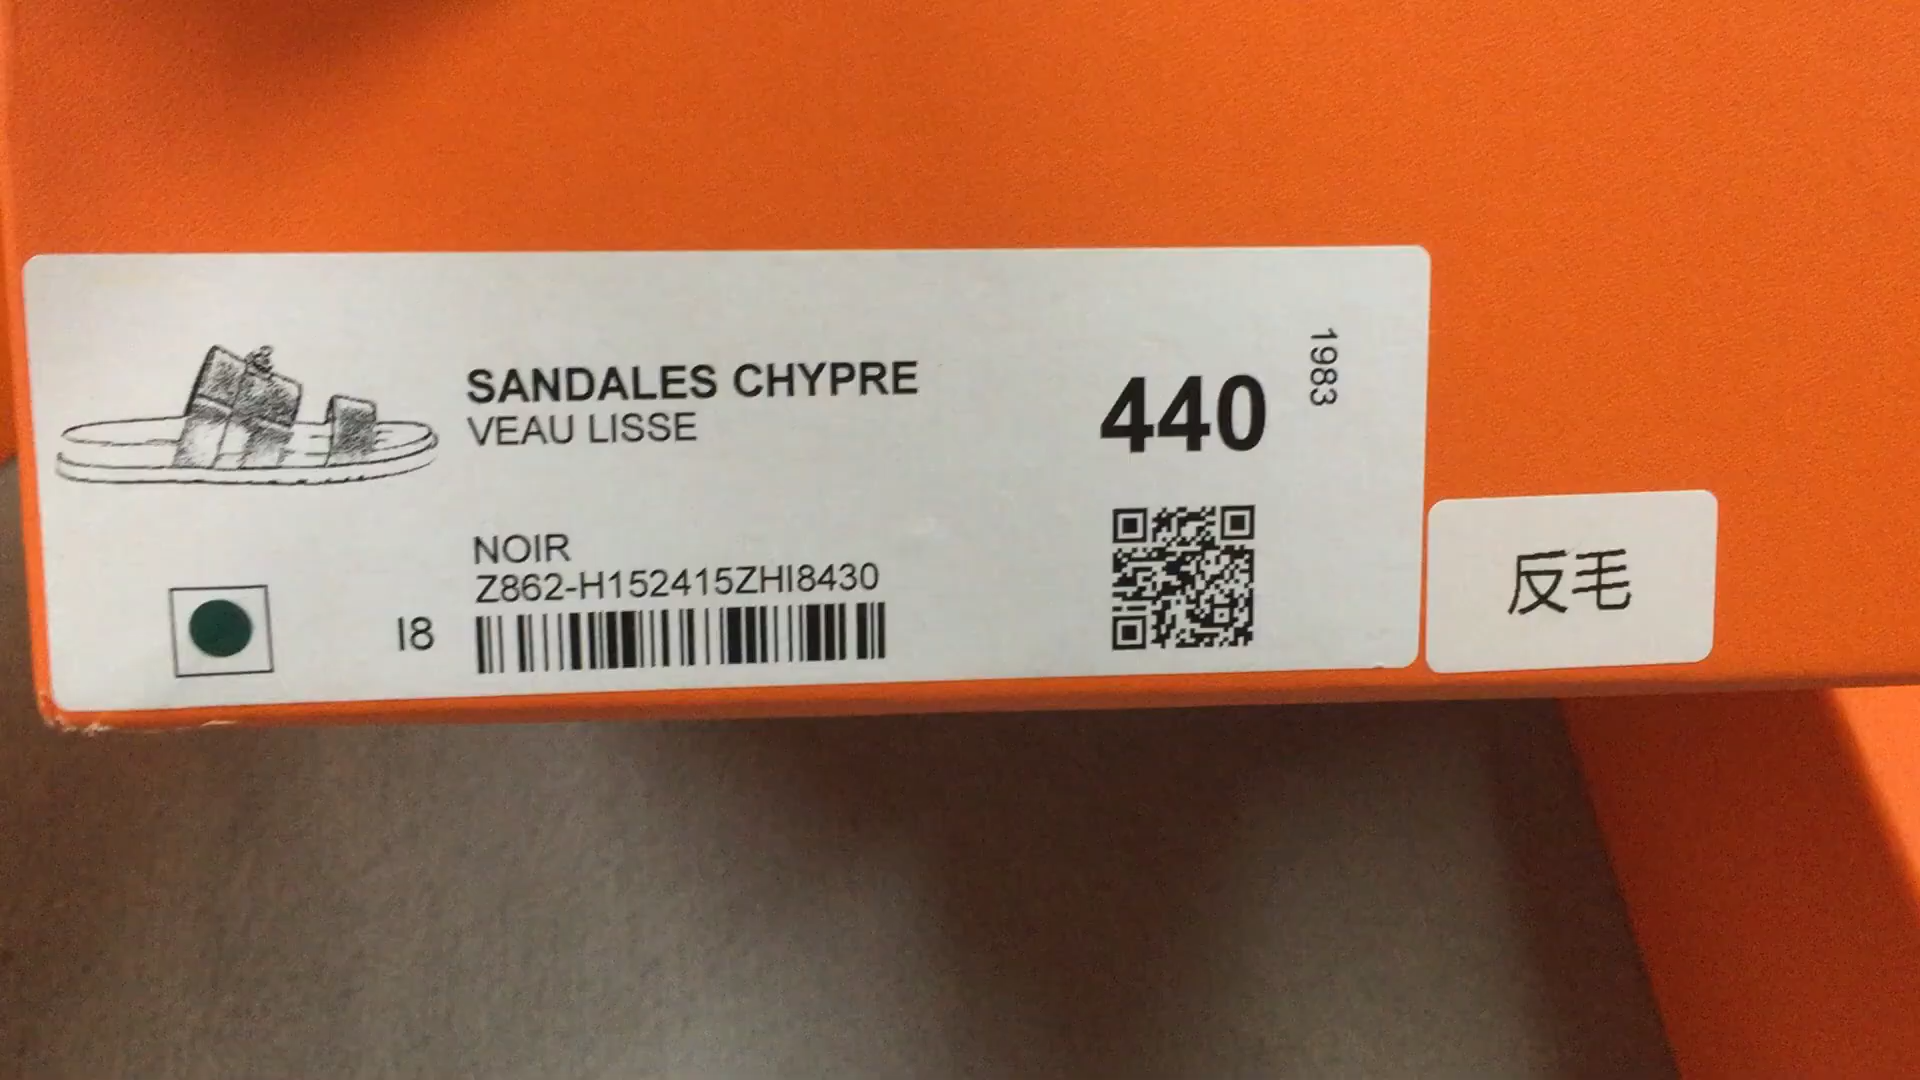 SANDALES CHYPRE
VEAU LISSE
440
1983
NOIR
Z862-H152415ZHI8430
I8
反毛